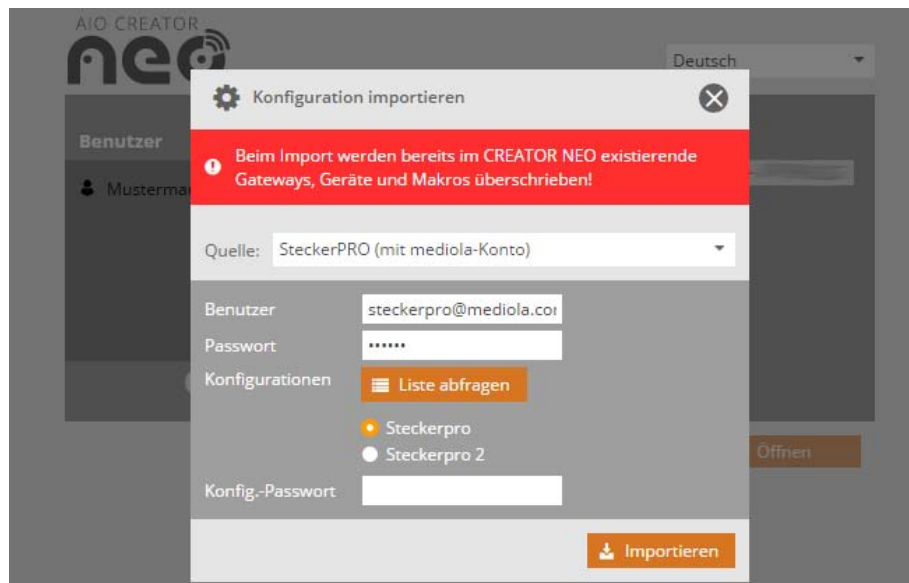 AIO CREATOR
neo
Deutsch
Konfiguration importieren
Benutzer
Beim Import werden bereits im CREATOR NEO existierende
Gateways, Geräte und Makros überschrieben!
Quelle: SteckerPRO (mit mediola-Konto)
Benutzer steckerpro@mediola.co
Passwort ••••••
Konfigurationen Liste abfragen
Steckerpro
Steckerpro 2
Öffnen
Konfig.-Passwort
Importieren